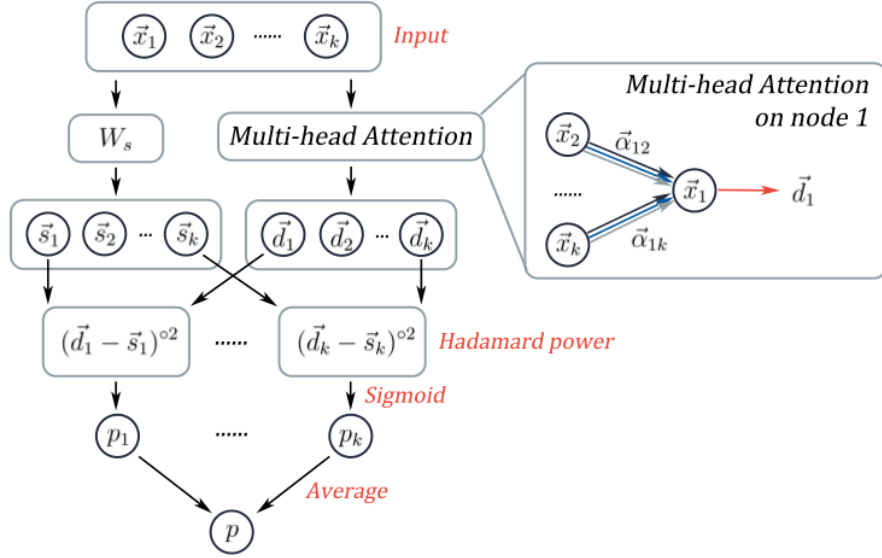 x⃗₁ x⃗₂ ...... x⃗ₖ Input
Wₛ Multi-head Attention
s⃗₁ s⃗₂ ... s⃗ₖ d⃗₁ d⃗₂ ... d⃗ₖ
(d⃗₁ − s⃗₁)°² ...... (d⃗ₖ − s⃗ₖ)°² Hadamard power
Sigmoid
p₁ ...... pₖ
Average
p
Multi-head Attention
on node 1
x⃗₂ α⃗₁₂
...... x⃗₁ d⃗₁
x⃗ₖ α⃗₁ₖ